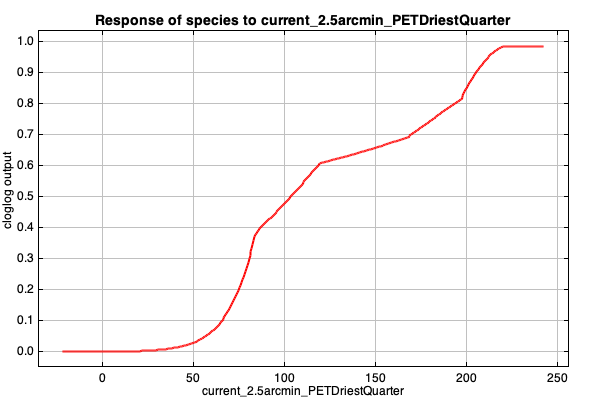 Response of species to current_2.5arcmin_PETDriestQuarter
cloglog output
1.0
0.9
0.8
0.7
0.6
0.5
0.4
0.3
0.2
0.1
0.0
0 50 100 150 200 250
current_2.5arcmin_PETDriestQuarter